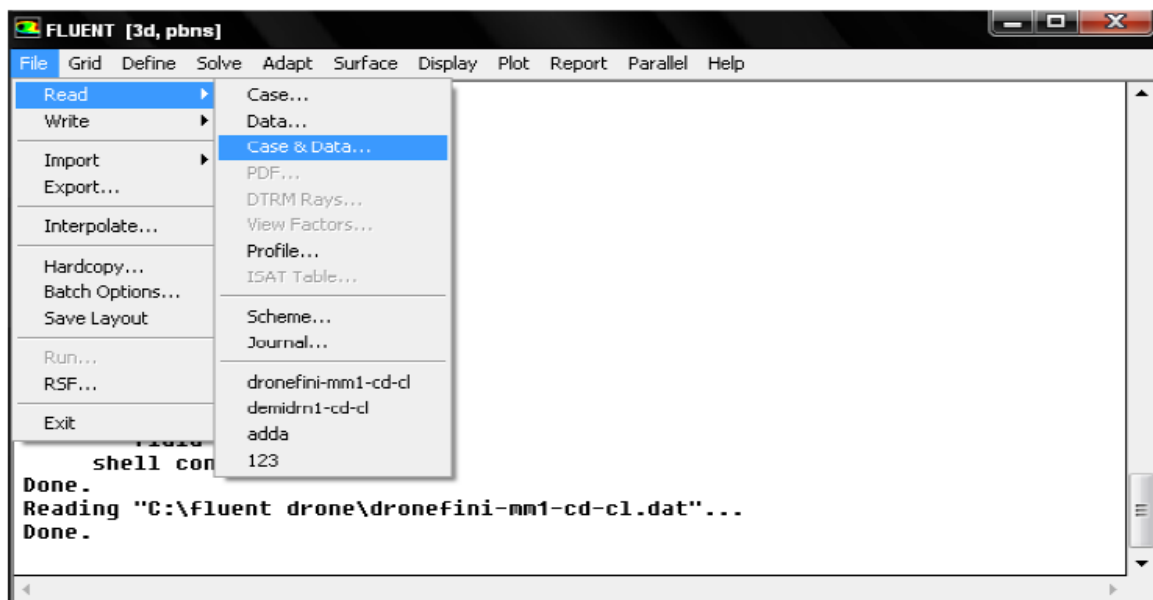 FLUENT [3d, pbns]
File Grid Define Solve Adapt Surface Display Plot Report Parallel Help
Read
Write
Import
Export...
Interpolate...
Hardcopy...
Batch Options...
Save Layout
Run...
RSF...
Exit
Case...
Data...
Case & Data...
PDF...
DTRM Rays...
View Factors...
Profile...
ISAT Table...
Scheme...
Journal...
dronefini-mm1-cd-cl
demidrn1-cd-cl
adda
123
shell con
Done.
Reading "C:\fluent drone\dronefini-mm1-cd-cl.dat"...
Done.